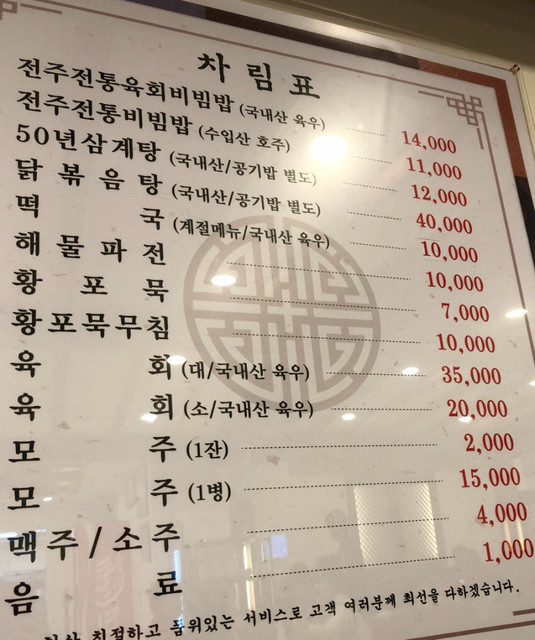 차림표
전주전통육회비빔밥 (국내산 육우) 14,000
전주전통비빔밥 (수입산 호주) 11,000
50년삼계탕 (국내산/공기밥 별도) 12,000
닭볶음탕 (국내산/공기밥 별도) 40,000
떡국 (계절메뉴/국내산 육우) 10,000
해물파전 10,000
황포묵 7,000
황포묵무침 10,000
육회 (대/국내산 육우) 35,000
육회 (소/국내산 육우) 20,000
모주 (1잔) 2,000
모주 (1병) 15,000
맥주/소주 4,000
음료 1,000
친절하고 품위있는 서비스로 고객 여러분께 최선을 다하겠습니다.